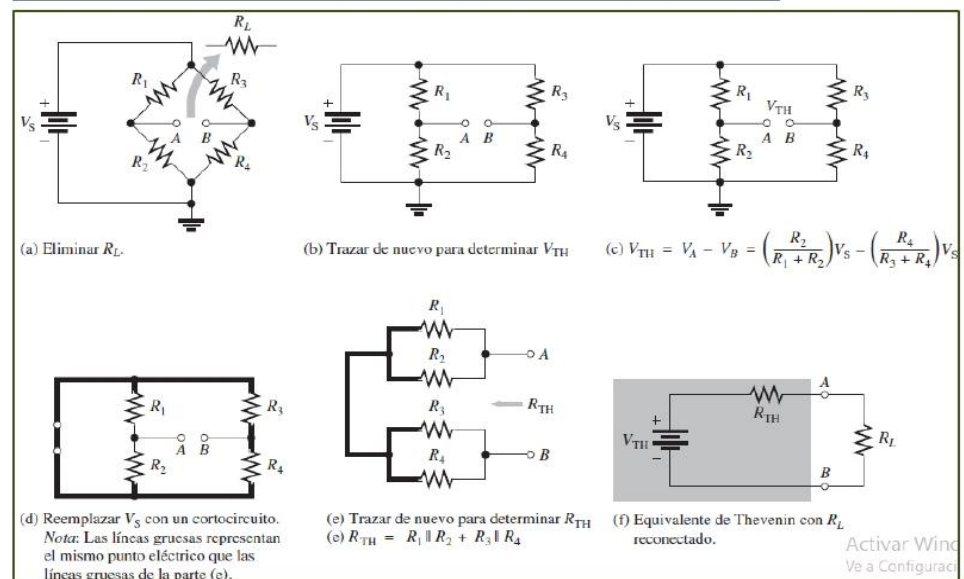 R_L
R_1
R_3
+
V_S
−
A B
R_2
R_4
(a) Eliminar R_L.
+
V_S
−
R_1
R_3
A B
R_2
R_4
(b) Trazar de nuevo para determinar V_TH
+
V_S
−
R_1
V_TH
R_3
A B
R_2
R_4
(c) V_TH = V_A − V_B = (R_2 / (R_1 + R_2)) V_S − (R_4 / (R_3 + R_4)) V_S
R_1
R_3
A B
R_2
R_4
(d) Reemplazar V_S con un cortocircuito.
Nota: Las líneas gruesas representan
el mismo punto eléctrico que las
líneas gruesas de la parte (e).
R_1
R_2
A
R_3
R_TH
R_4
B
(e) Trazar de nuevo para determinar R_TH
(e) R_TH = R_1 ∥ R_2 + R_3 ∥ R_4
A
R_TH
+
V_TH
−
R_L
B
(f) Equivalente de Thevenin con R_L
reconectado.
Activar Winc
Ve a Configuraci